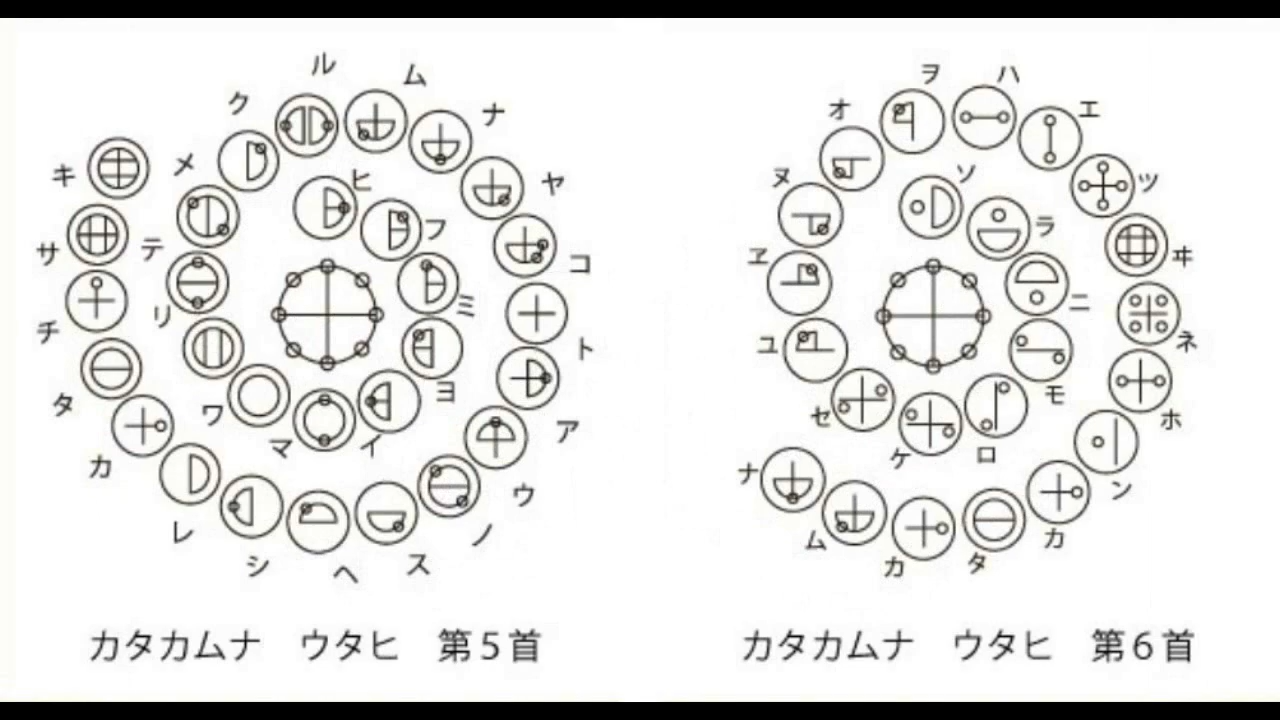 ヒフミヨイマワリテメクルムナヤコトアウノスヘシレカタチサキ
カタカムナ ウタヒ 第5首
ソラニモロケセユヱヌオヲハエツヰネホンカタカムナ
カタカムナ ウタヒ 第6首